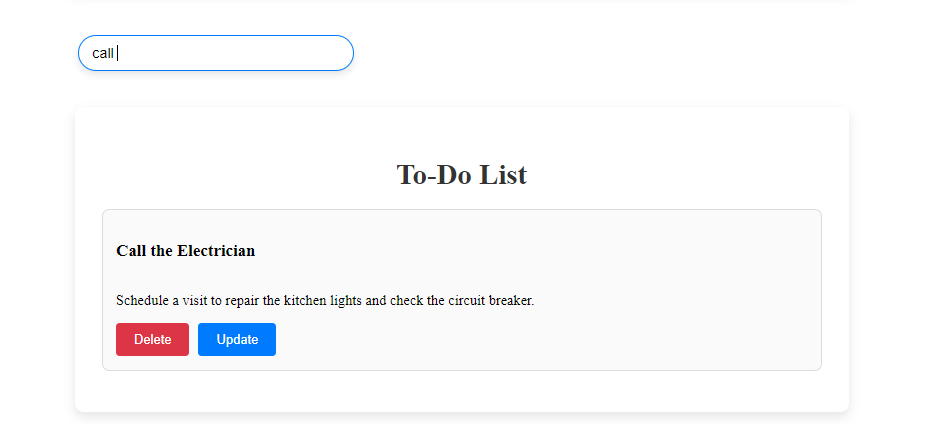 call
To-Do List
Call the Electrician
Schedule a visit to repair the kitchen lights and check the circuit breaker.
Delete Update